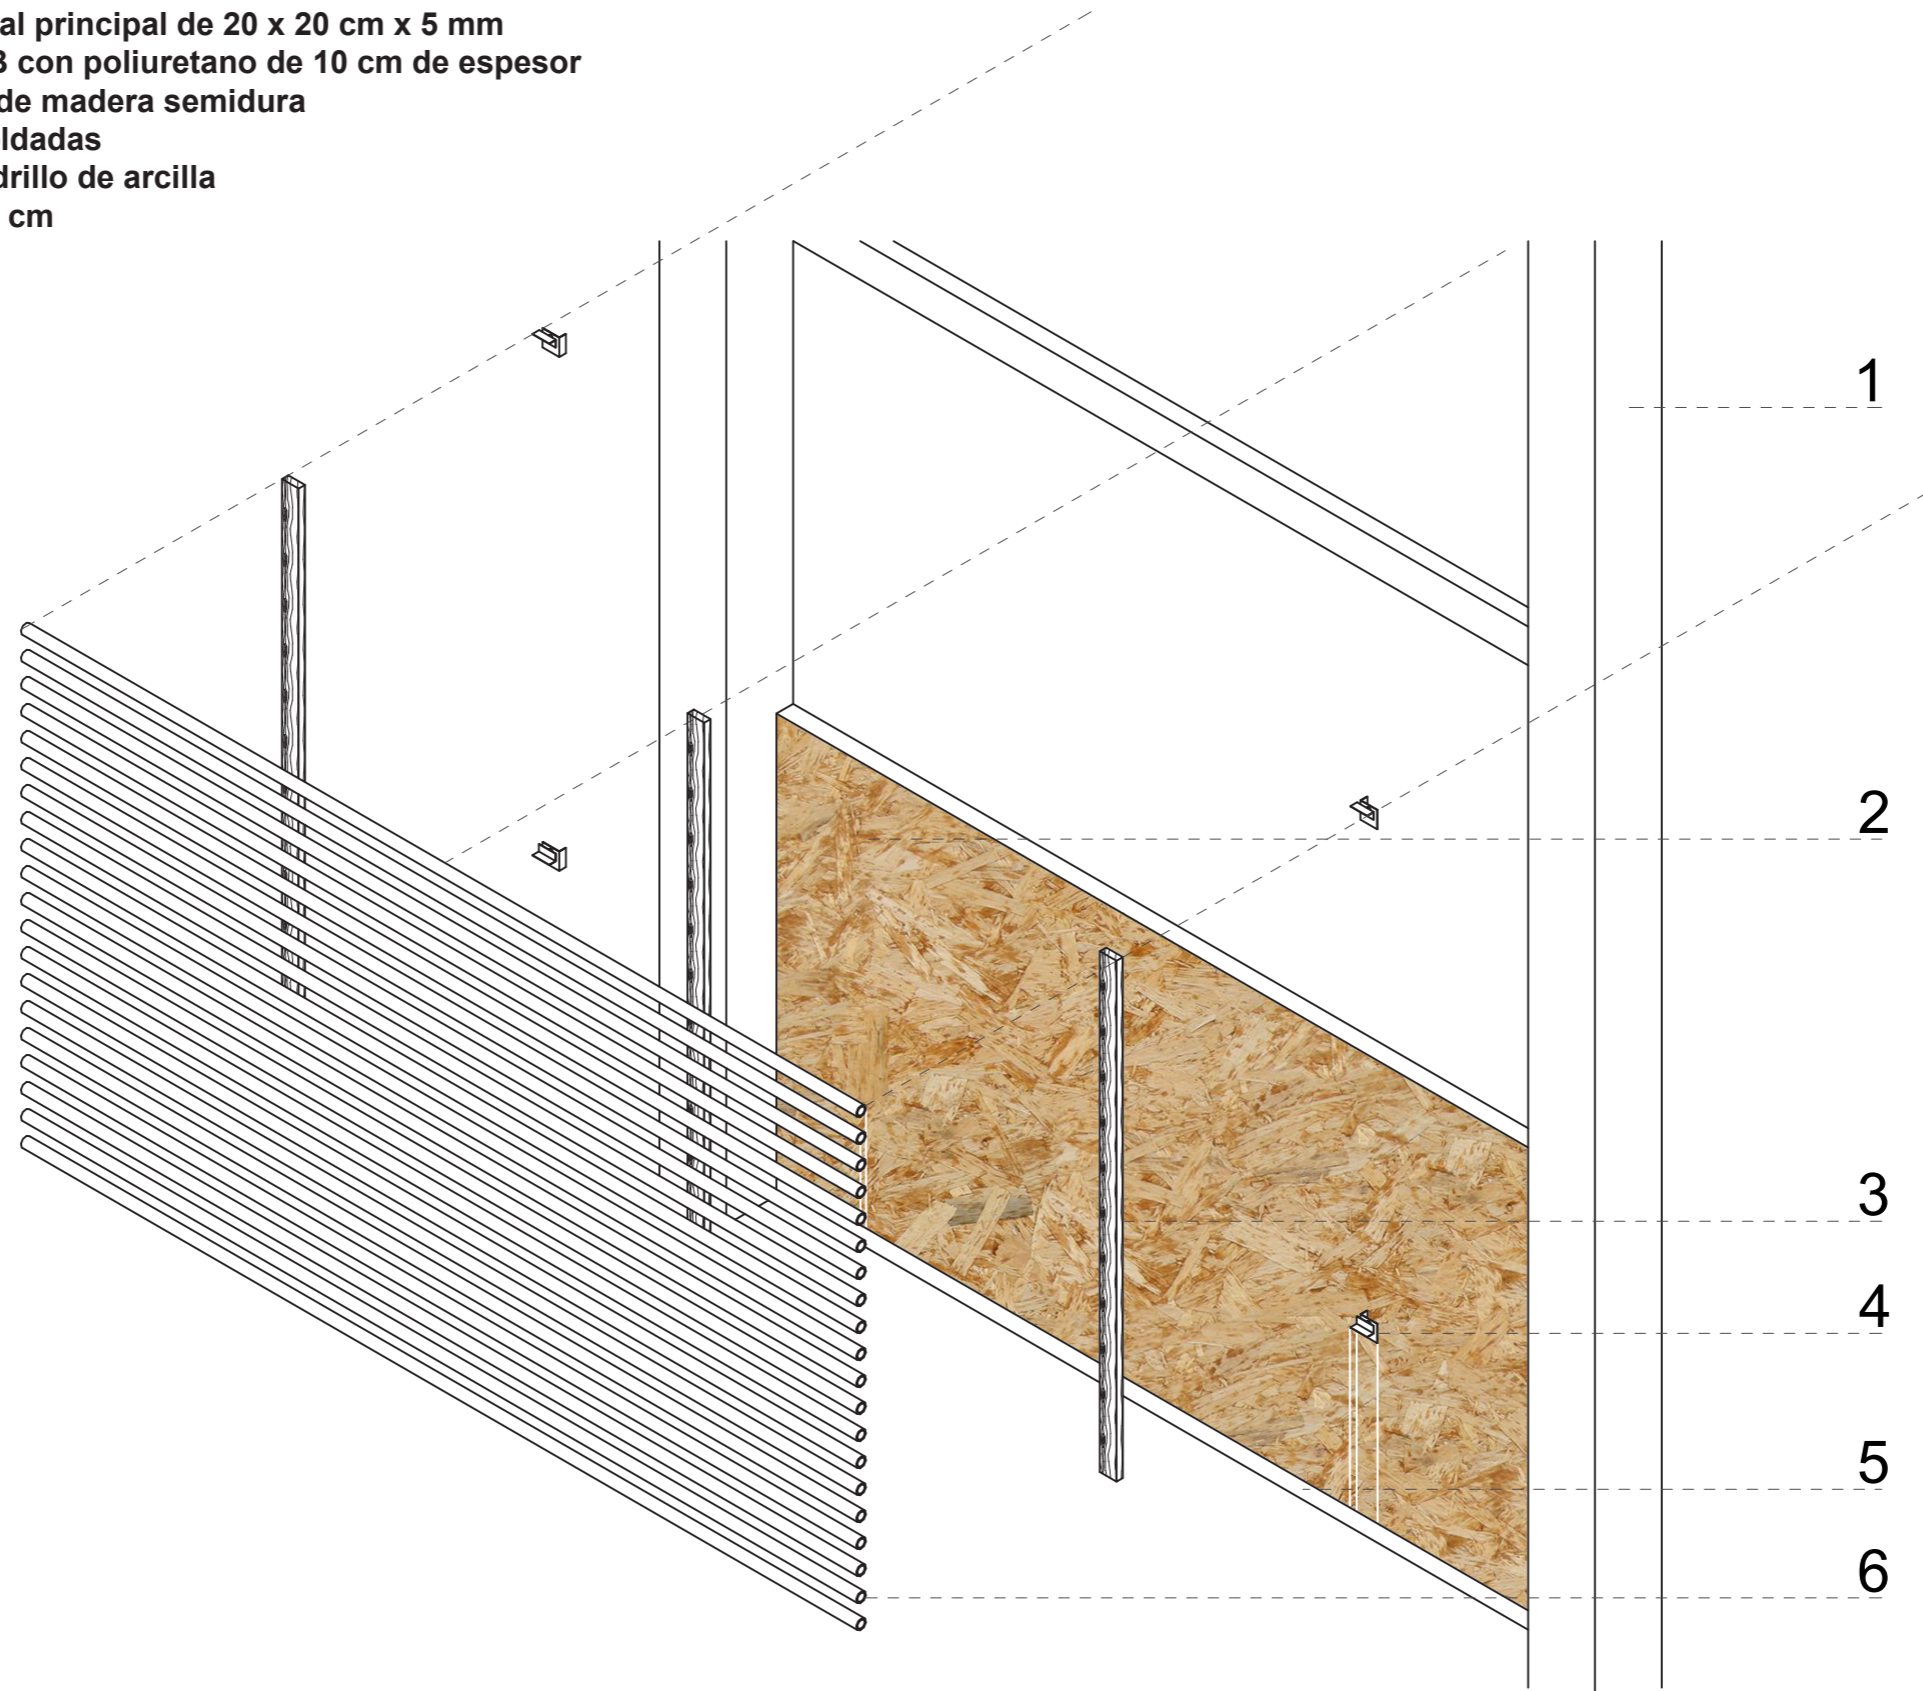 al principal de 20 x 20 cm x 5 mm
B con poliuretano de 10 cm de espesor
de madera semidura
ldadas
drillo de arcilla
cm
1
2
3
4
5
6